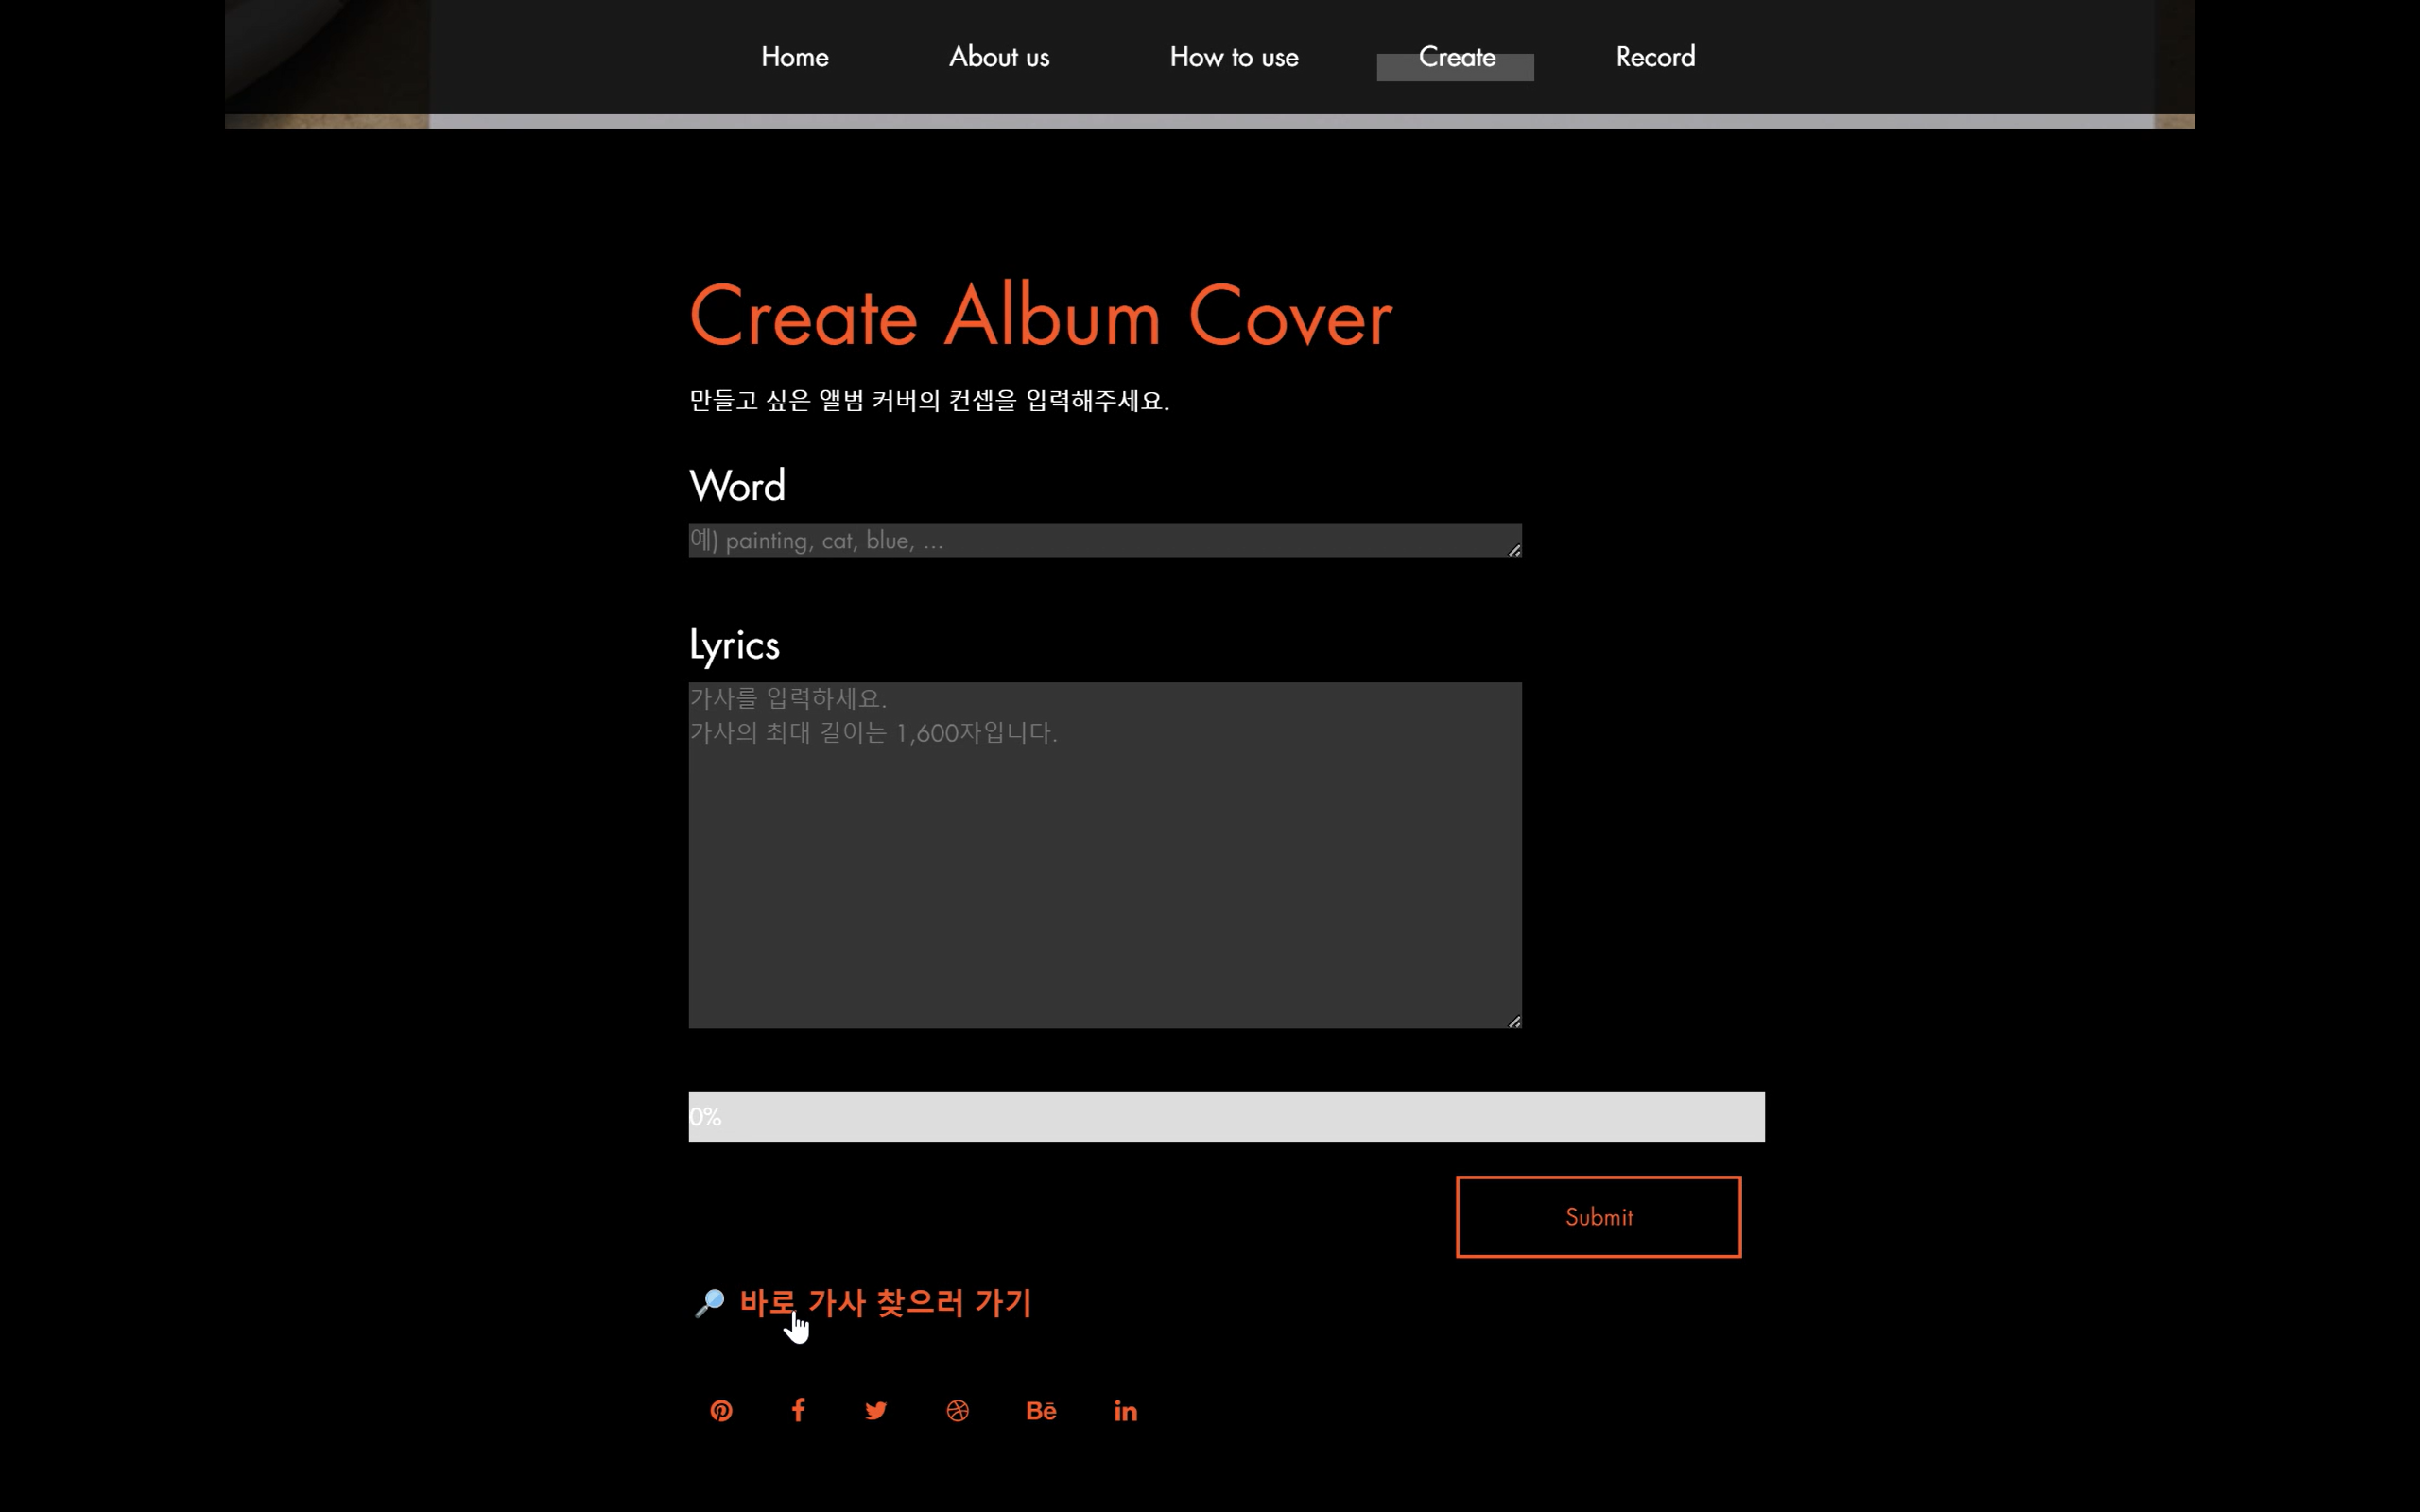 Home About us How to use Create Record
Create Album Cover
만들고 싶은 앨범 커버의 컨셉을 입력해주세요.
Word
예) painting, cat, blue, ...
Lyrics
가사를 입력하세요.
가사의 최대 길이는 1,600자입니다.
0%
Submit
🔎 바로 가사 찾으러 가기
Bē in